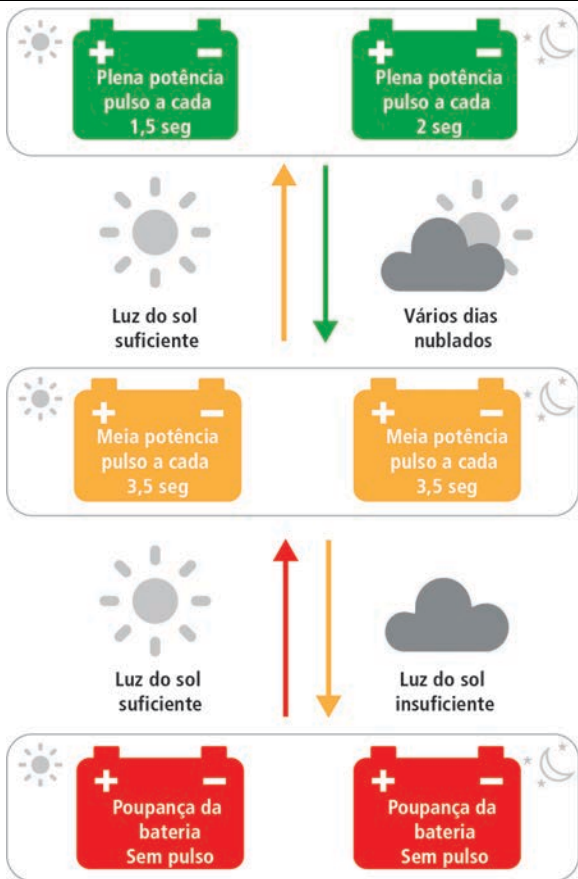 + −
Plena potência
pulso a cada
1,5 seg
+ −
Plena potência
pulso a cada
2 seg
Luz do sol
suficiente
Vários dias
nublados
+ −
Meia potência
pulso a cada
3,5 seg
+ −
Meia potência
pulso a cada
3,5 seg
Luz do sol
suficiente
Luz do sol
insuficiente
+ −
Poupança da
bateria
Sem pulso
+ −
Poupança da
bateria
Sem pulso